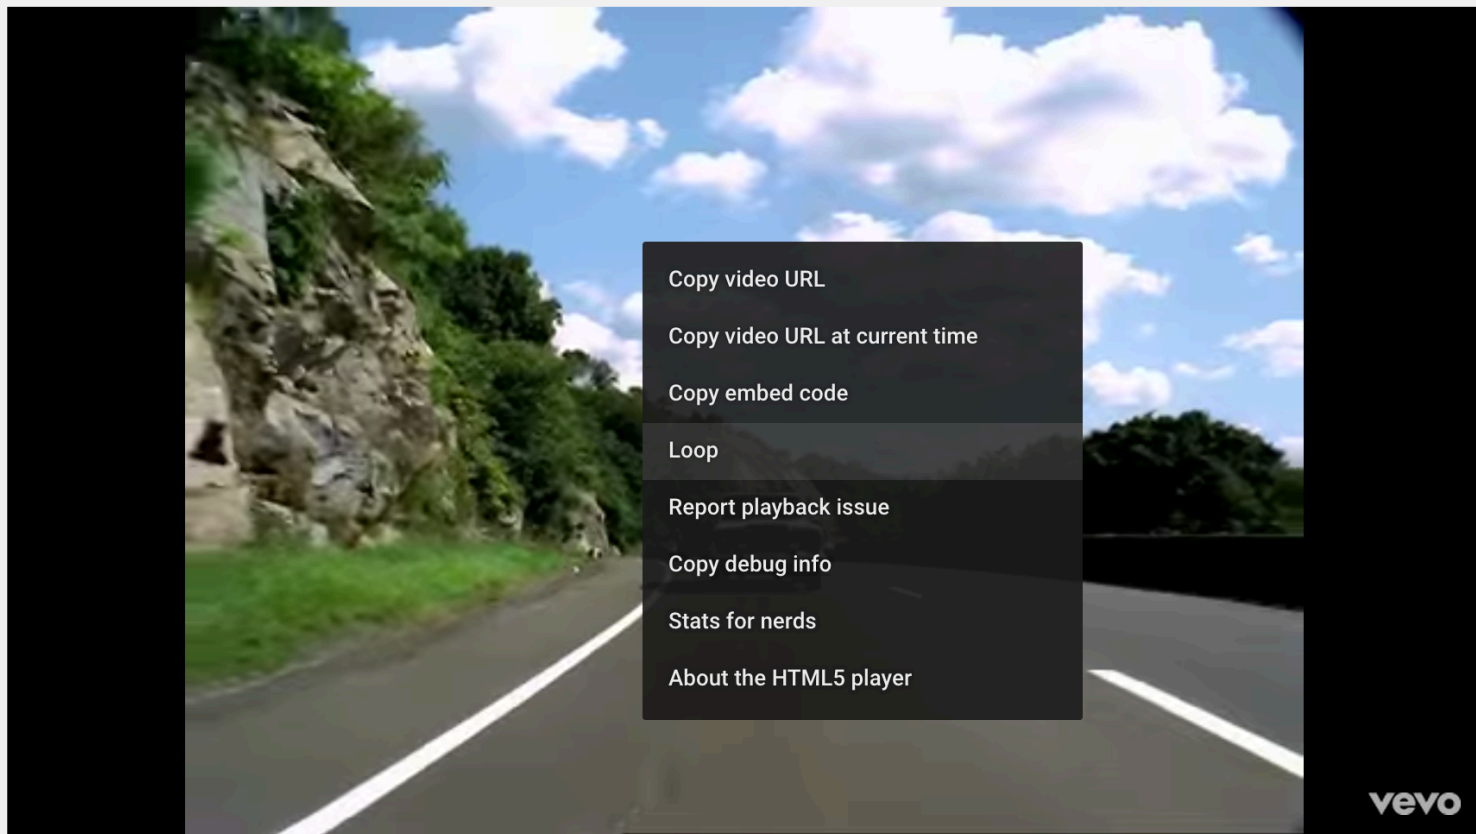 Copy video URL
Copy video URL at current time
Copy embed code
Loop
Report playback issue
Copy debug info
Stats for nerds
About the HTML5 player
vevo